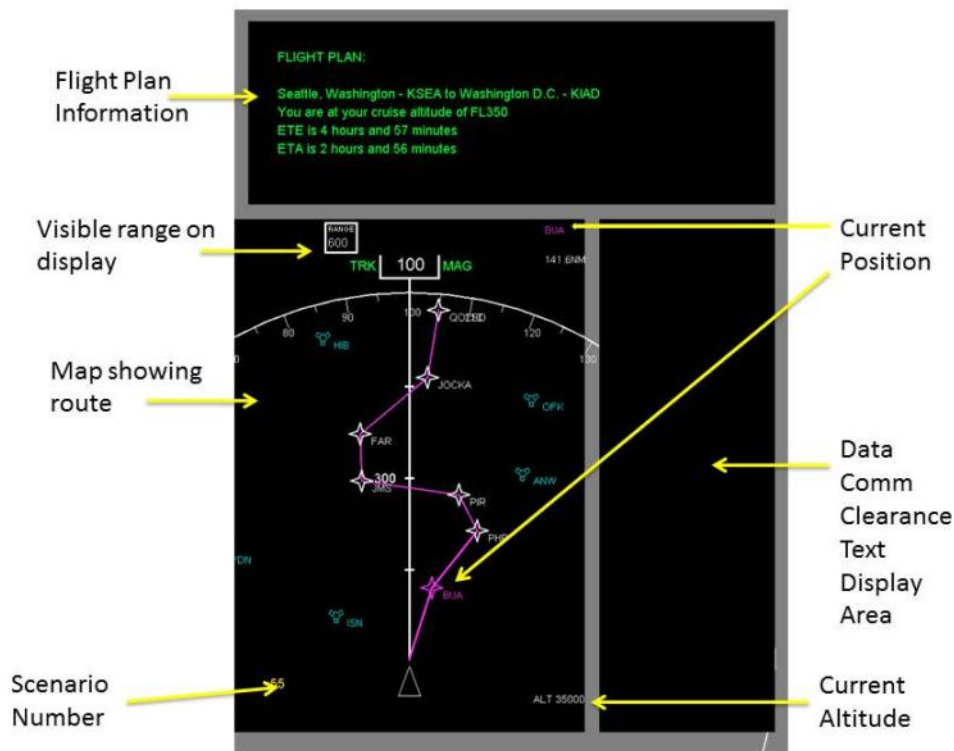 FLIGHT PLAN:
Flight Plan
Information
Seattle, Washington - KSEA to Washington D.C. - KIAD
You are at your cruise altitude of FL350
ETE is 4 hours and 57 minutes
ETA is 2 hours and 56 minutes
Visible range on
display
RANGE
600
BUA
Current
Position
141.6NM
TRK 100 MAG
80
90
100
120
130
HIB
JOCKA
Map showing
route
OFK
FAR
300
JMS
PIR
ANW
Data
Comm
Clearance
Text
Display
Area
BUA
ISN
Scenario
Number
55
ALT 35000
Current
Altitude